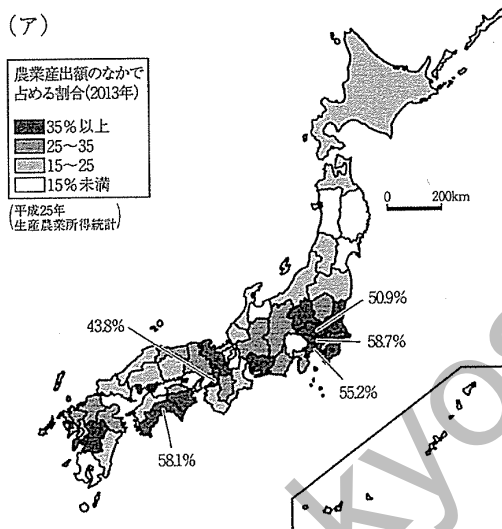 (ア)
農業産出額のなかで
占める割合(2013年)
35%以上
25～35
15～25
15%未満
(平成25年
生産農業所得統計)
0 200km
50.9%
43.8%
58.7%
55.2%
58.1%
kyo